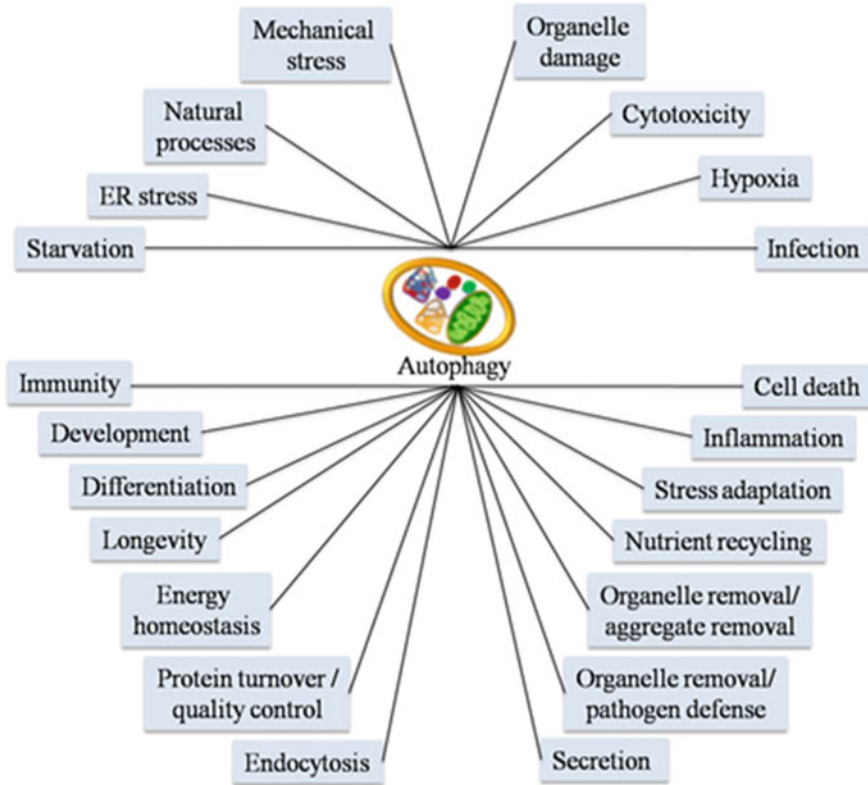 Mechanical
stress
Organelle
damage
Natural
processes
Cytotoxicity
ER stress
Hypoxia
Starvation
Infection
Autophagy
Immunity
Cell death
Development
Inflammation
Differentiation
Stress adaptation
Longevity
Nutrient recycling
Energy
homeostasis
Organelle removal/
aggregate removal
Protein turnover /
quality control
Organelle removal/
pathogen defense
Endocytosis
Secretion